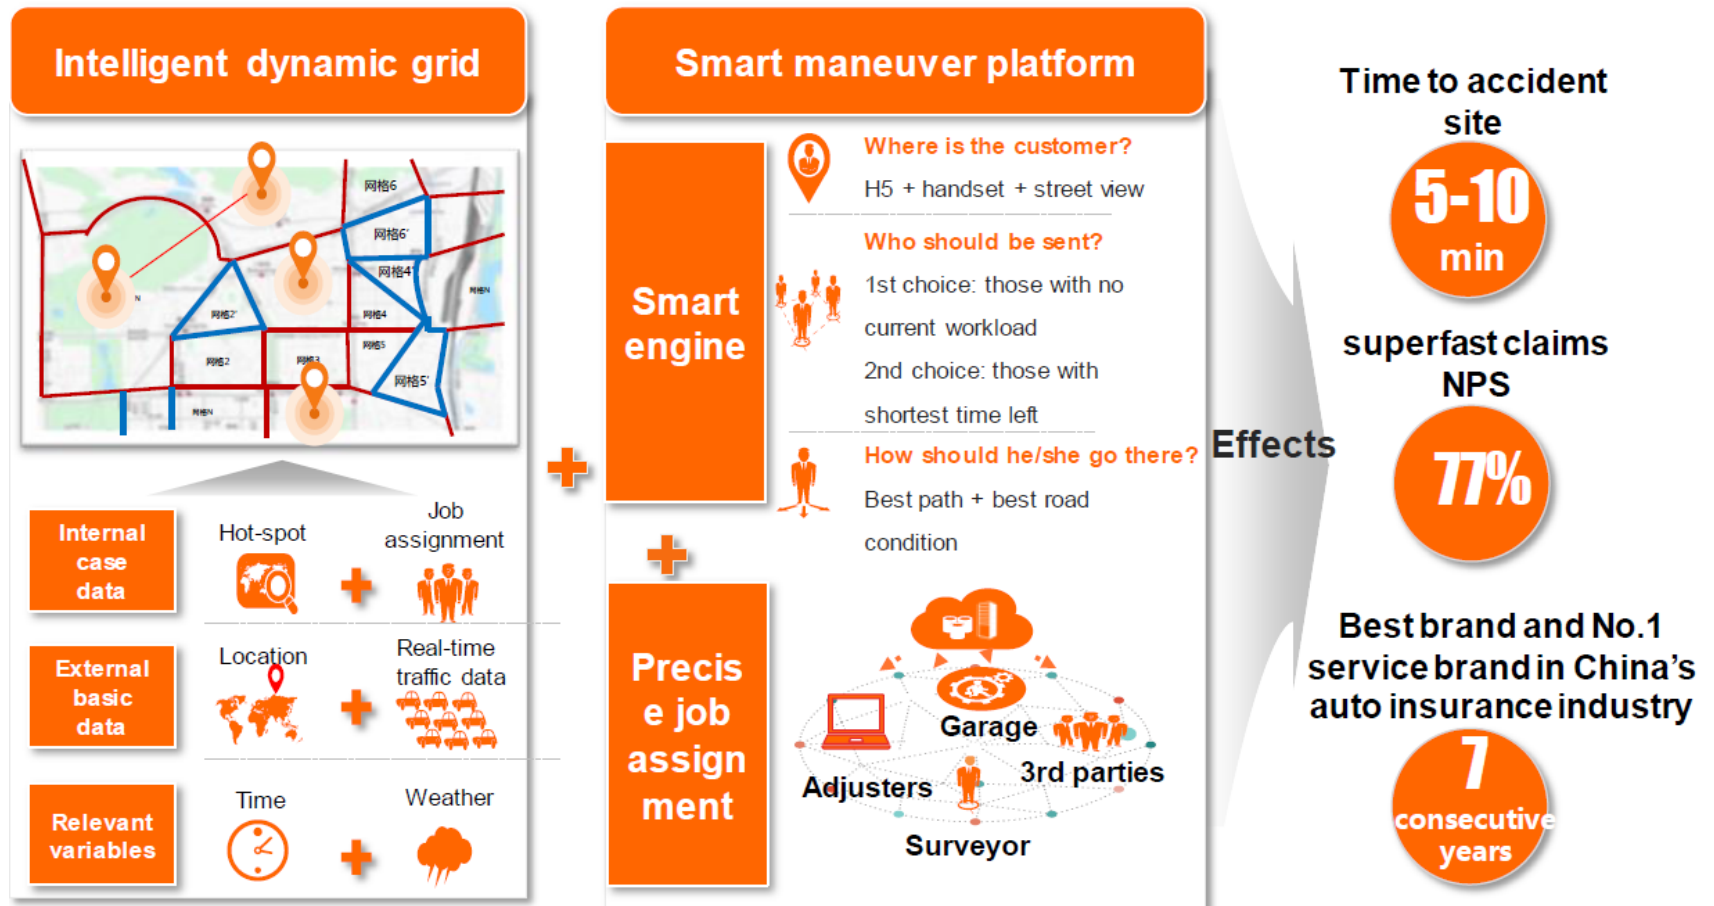 Intelligent dynamic grid
网格6
网格6'
网格4'
网格N
N
网格2'
网格4
网格5
网格2
网格3
网格5'
网格N
Internal
case
data
Hot-spot
Job
assignment
External
basic
data
Location
Real-time
traffic data
Relevant
variables
Time
Weather
Smart maneuver platform
Smart
engine
Where is the customer?
H5 + handset + street view
Who should be sent?
1st choice: those with no
current workload
2nd choice: those with
shortest time left
How should he/she go there?
Best path + best road
condition
Precis
e job
assign
ment
Garage
Adjusters
3rd parties
Surveyor
Effects
Time to accident
site
5-10
min
superfast claims
NPS
77%
Best brand and No.1
service brand in China's
auto insurance industry
7
consecutive
years